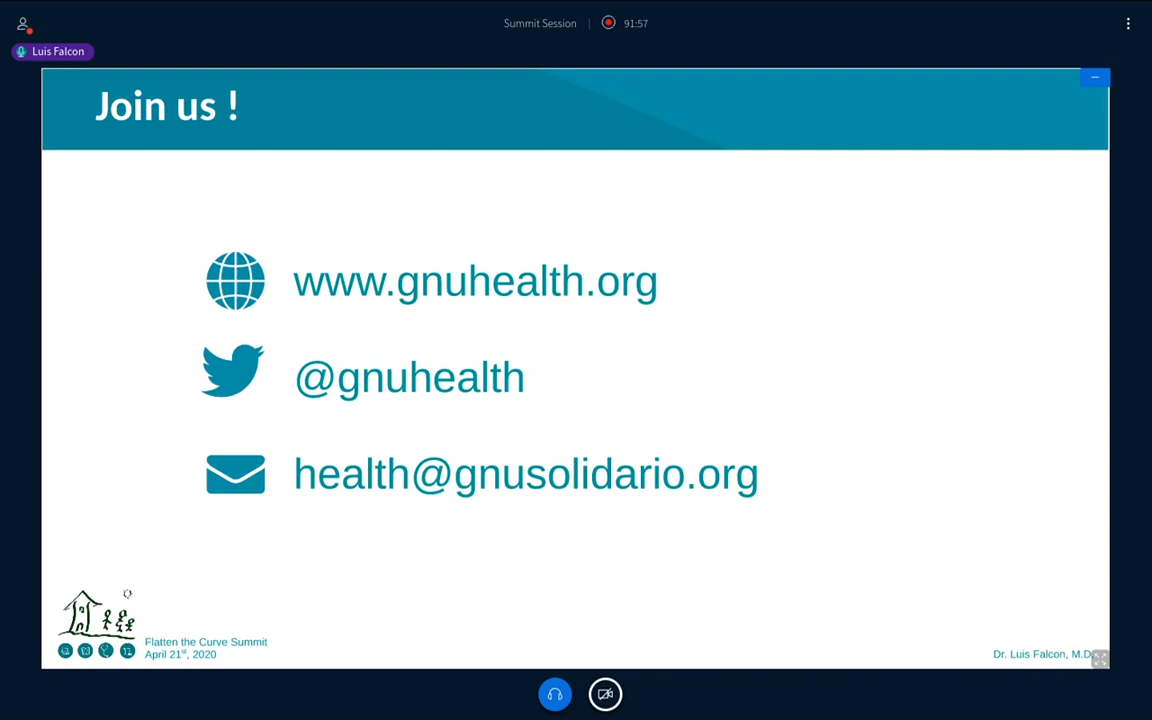 Summit Session
91:57
Luis Falcon
Join us !
www.gnuhealth.org
@gnuhealth
health@gnusolidario.org
Flatten the Curve Summit
April 21st, 2020
Dr. Luis Falcon, M.D